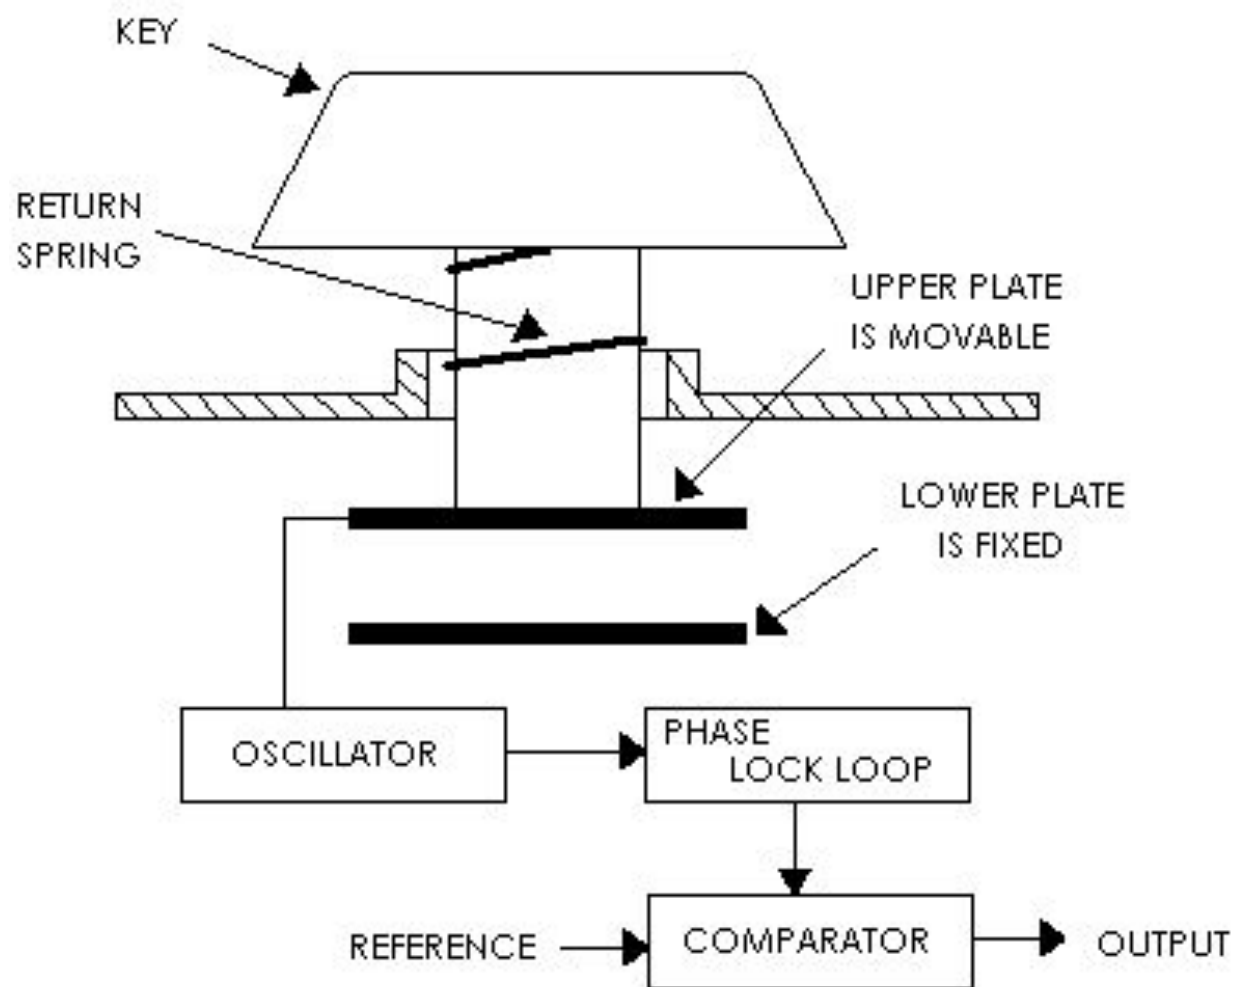 KEY
RETURN
SPRING
UPPER PLATE
IS MOVABLE
LOWER PLATE
IS FIXED
OSCILLATOR
PHASE
LOCK LOOP
REFERENCE
COMPARATOR
OUTPUT